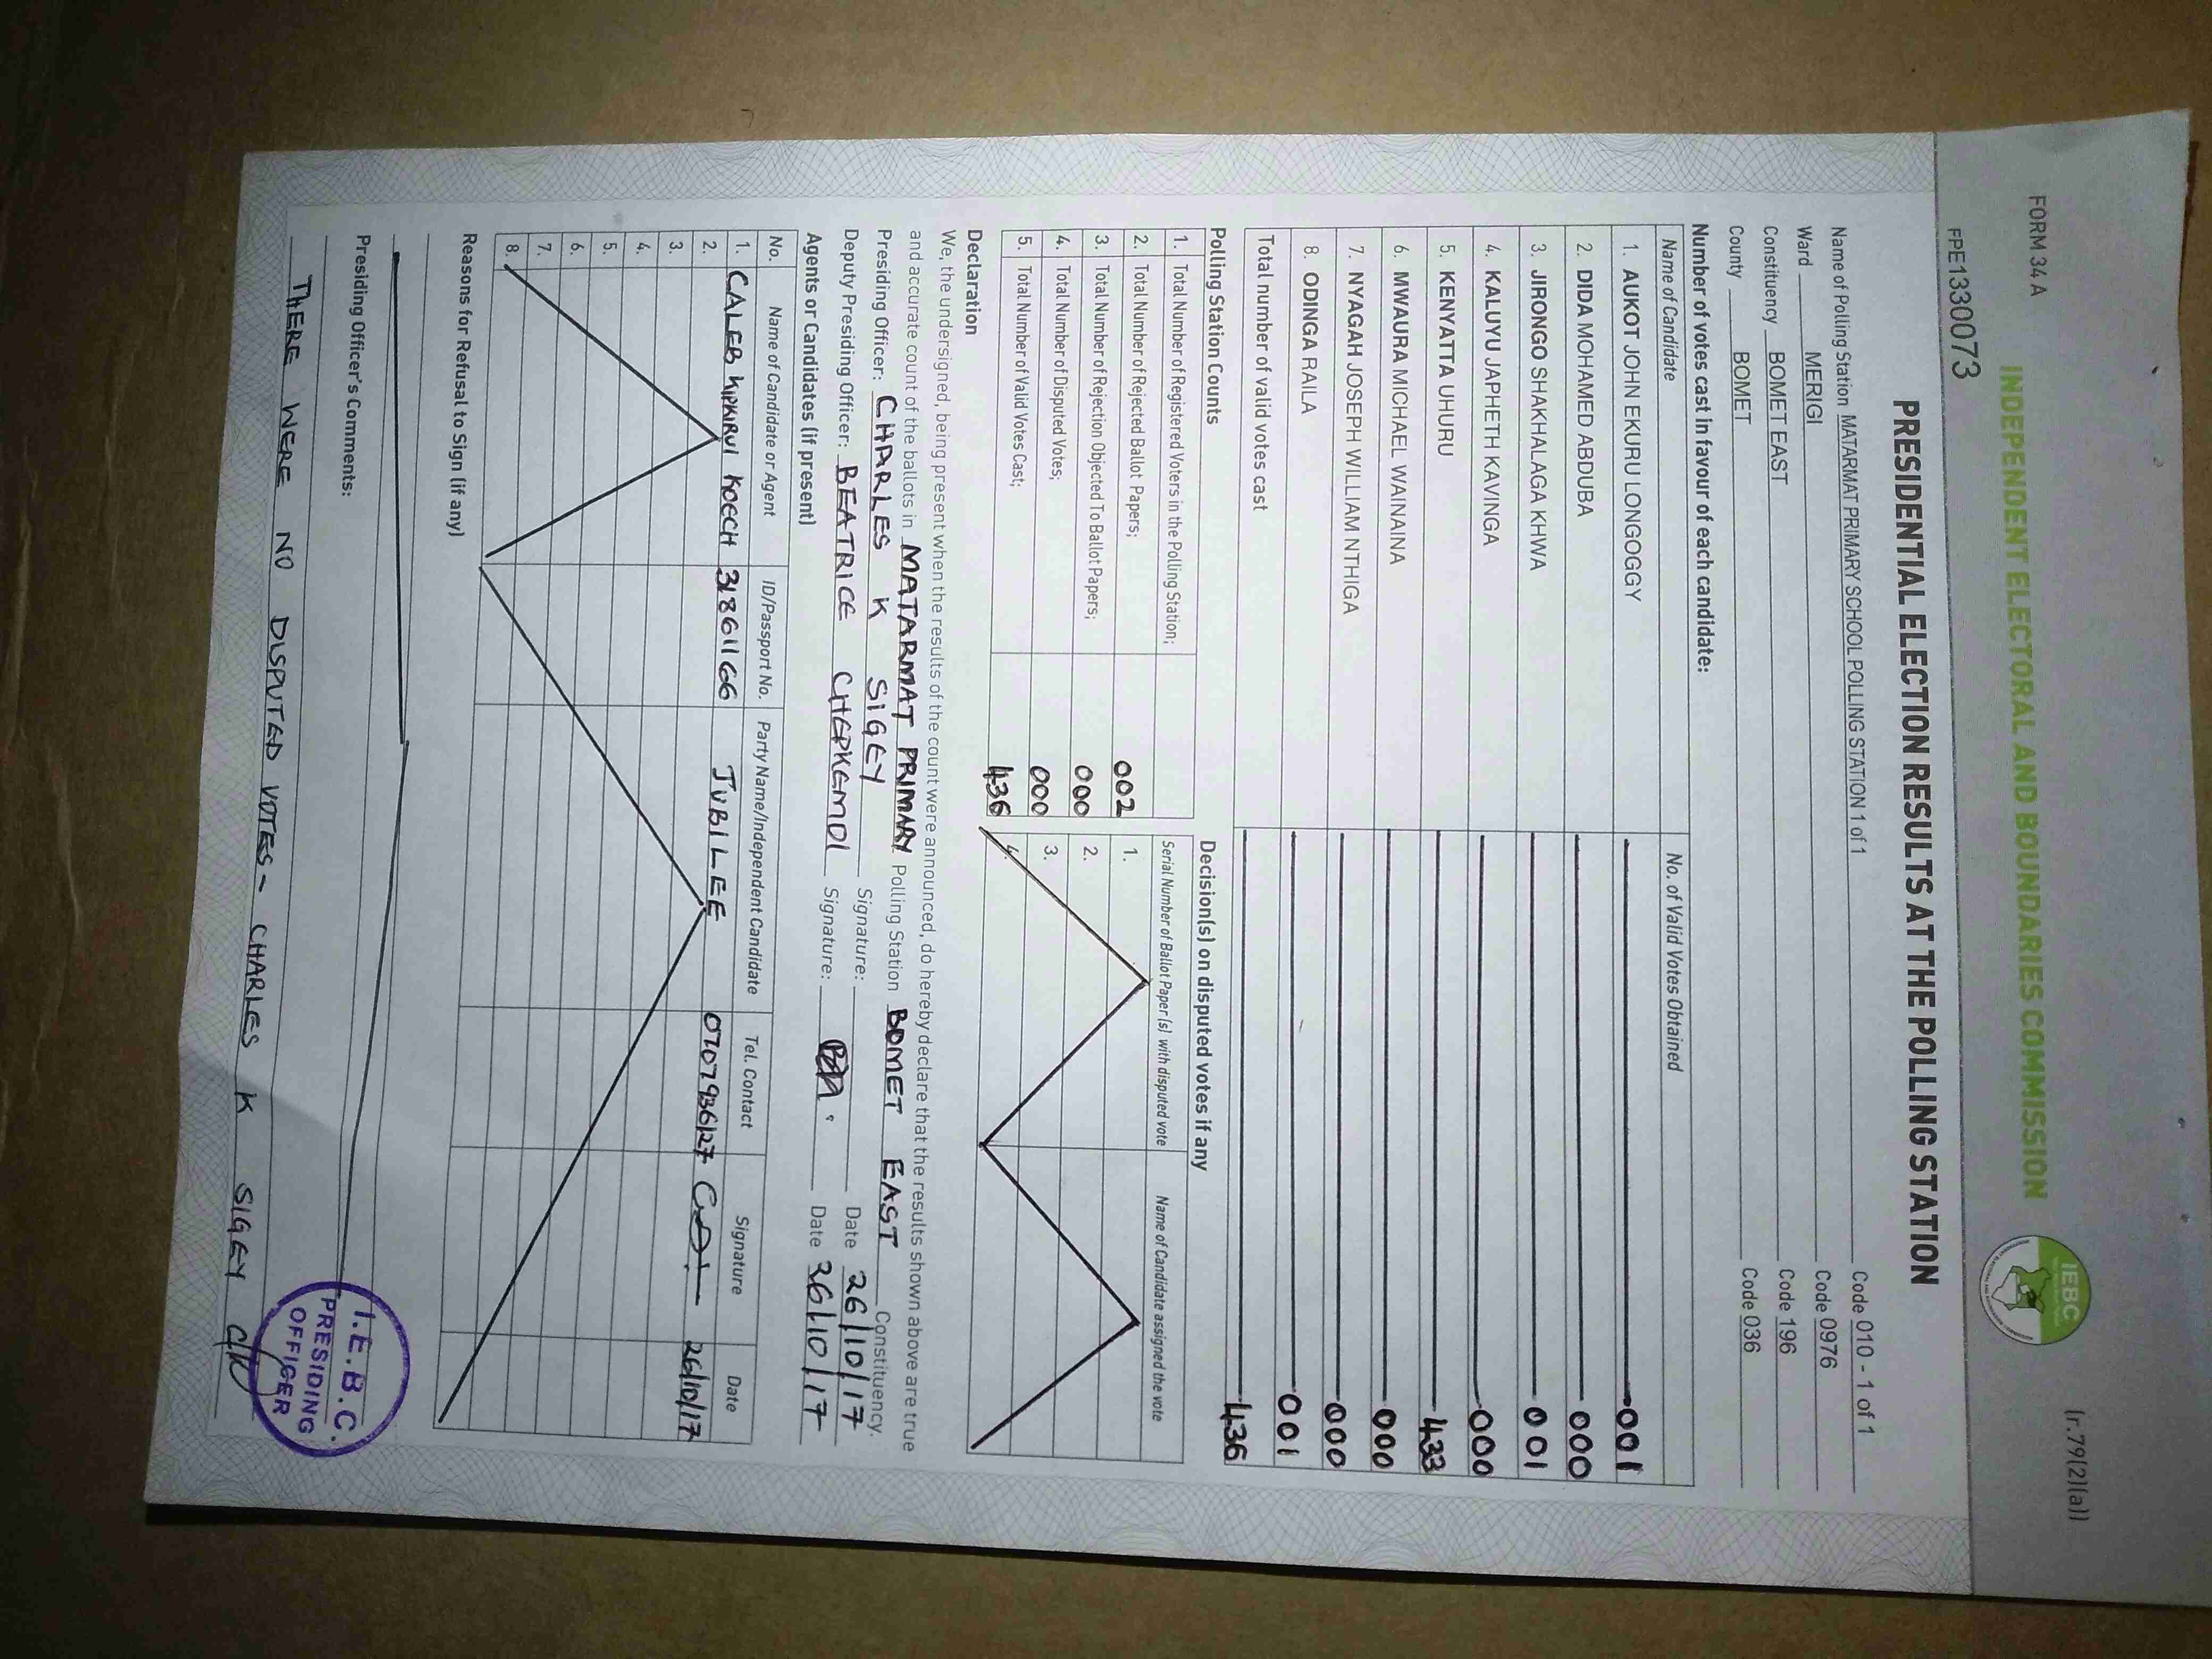 FORM 34 A
(r.79(2)(a))
INDEPENDENT ELECTORAL AND BOUNDARIES COMMISSION
IEBC
FPE1330073
PRESIDENTIAL ELECTION RESULTS AT THE POLLING STATION
Name of Polling Station MATARMAT PRIMARY SCHOOL POLLING STATION 1 of 1 Code 010 - 1 of 1
Ward MERIGI Code 0976
Constituency BOMET EAST Code 196
County BOMET Code 036
Number of votes cast in favour of each candidate:
Name of Candidate No. of Valid Votes Obtained
1. AUKOT JOHN EKURU LONGOGGY 001
2. DIDA MOHAMED ABDUBA 000
3. JIRONGO SHAKHALAGA KHWA 001
4. KALUYU JAPHETH KAVINGA 000
5. KENYATTA UHURU 433
6. MWAURA MICHAEL WAINAINA 000
7. NYAGAH JOSEPH WILLIAM NTHIGA 000
8. ODINGA RAILA 001
Total number of valid votes cast 436
Polling Station Counts
1. Total Number of Registered Voters in the Polling Station;
2. Total Number of Rejected Ballot Papers; 002
3. Total Number of Rejection Objected To Ballot Papers; 000
4. Total Number of Disputed Votes; 000
5. Total Number of Valid Votes Cast; 436
Decision(s) on disputed votes if any
Serial Number of Ballot Paper (s) with disputed vote Name of Candidate assigned the vote
1.
2.
3.
4.
Declaration
We, the undersigned, being present when the results of the count were announced, do hereby declare that the results shown above are true
and accurate count of the ballots in MATARMAT PRIMARY Polling Station BOMET EAST Constituency.
Presiding Officer: CHARLES K SIGEY Signature: Date 26/10/17
Deputy Presiding Officer: BEATRICE CHEPKEMOI Signature: Date 26/10/17
Agents or Candidates (if present)
No. Name of Candidate or Agent ID/Passport No. Party Name/Independent Candidate Tel. Contact Signature Date
1. CALEB KIPKURUI KOECH 31861166 JUBILEE 0707936127 26/10/17
2.
3.
4.
5.
6.
7.
8.
Reasons for Refusal to Sign (if any)
Presiding Officer's Comments:
THERE WERE NO DISPUTED VOTES - CHARLES K SIGEY
I.E.B.C.
PRESIDING
OFFICER